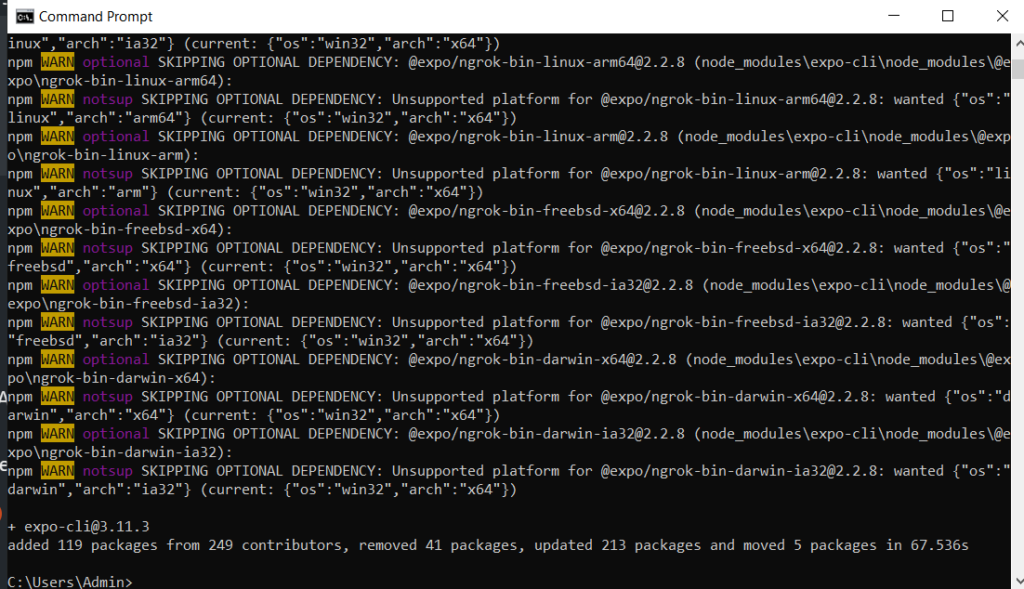 Command Prompt
inux","arch":"ia32"} (current: {"os":"win32","arch":"x64"})
npm WARN optional SKIPPING OPTIONAL DEPENDENCY: @expo/ngrok-bin-linux-arm64@2.2.8 (node_modules\expo-cli\node_modules\@e
xpo\ngrok-bin-linux-arm64):
npm WARN notsup SKIPPING OPTIONAL DEPENDENCY: Unsupported platform for @expo/ngrok-bin-linux-arm64@2.2.8: wanted {"os":"
linux","arch":"arm64"} (current: {"os":"win32","arch":"x64"})
npm WARN optional SKIPPING OPTIONAL DEPENDENCY: @expo/ngrok-bin-linux-arm@2.2.8 (node_modules\expo-cli\node_modules\@exp
o\ngrok-bin-linux-arm):
npm WARN notsup SKIPPING OPTIONAL DEPENDENCY: Unsupported platform for @expo/ngrok-bin-linux-arm@2.2.8: wanted {"os":"li
nux","arch":"arm"} (current: {"os":"win32","arch":"x64"})
npm WARN optional SKIPPING OPTIONAL DEPENDENCY: @expo/ngrok-bin-freebsd-x64@2.2.8 (node_modules\expo-cli\node_modules\@e
xpo\ngrok-bin-freebsd-x64):
npm WARN notsup SKIPPING OPTIONAL DEPENDENCY: Unsupported platform for @expo/ngrok-bin-freebsd-x64@2.2.8: wanted {"os":"
freebsd","arch":"x64"} (current: {"os":"win32","arch":"x64"})
npm WARN optional SKIPPING OPTIONAL DEPENDENCY: @expo/ngrok-bin-freebsd-ia32@2.2.8 (node_modules\expo-cli\node_modules\@
expo\ngrok-bin-freebsd-ia32):
npm WARN notsup SKIPPING OPTIONAL DEPENDENCY: Unsupported platform for @expo/ngrok-bin-freebsd-ia32@2.2.8: wanted {"os":
"freebsd","arch":"ia32"} (current: {"os":"win32","arch":"x64"})
npm WARN optional SKIPPING OPTIONAL DEPENDENCY: @expo/ngrok-bin-darwin-x64@2.2.8 (node_modules\expo-cli\node_modules\@ex
po\ngrok-bin-darwin-x64):
npm WARN notsup SKIPPING OPTIONAL DEPENDENCY: Unsupported platform for @expo/ngrok-bin-darwin-x64@2.2.8: wanted {"os":"d
arwin","arch":"x64"} (current: {"os":"win32","arch":"x64"})
npm WARN optional SKIPPING OPTIONAL DEPENDENCY: @expo/ngrok-bin-darwin-ia32@2.2.8 (node_modules\expo-cli\node_modules\@e
xpo\ngrok-bin-darwin-ia32):
npm WARN notsup SKIPPING OPTIONAL DEPENDENCY: Unsupported platform for @expo/ngrok-bin-darwin-ia32@2.2.8: wanted {"os":"
darwin","arch":"ia32"} (current: {"os":"win32","arch":"x64"})
+ expo-cli@3.11.3
added 119 packages from 249 contributors, removed 41 packages, updated 213 packages and moved 5 packages in 67.536s
C:\Users\Admin>